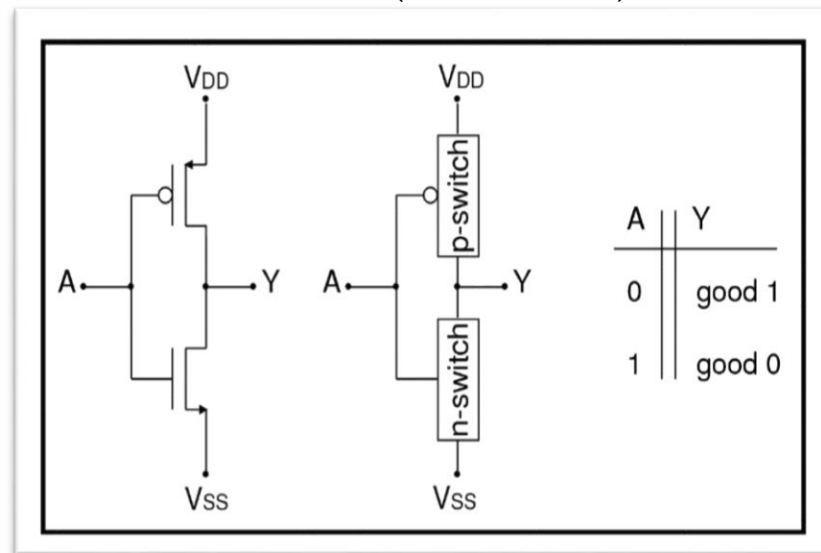 VDD
VDD
p-switch
A
Y
A
Y
n-switch
VSS
VSS
A Y
0 good 1
1 good 0